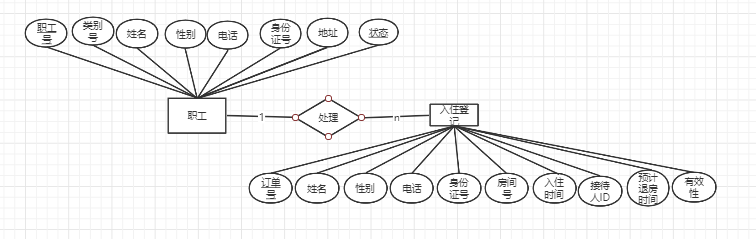 职工
号
类别
号
姓名
性别
电话
身份
证号
地址
状态
职工
1
处理
n
入住登
记
订单
号
姓名
性别
电话
身份
证号
房间
号
入住
时间
接待
人ID
预计
退房
时间
有效
性